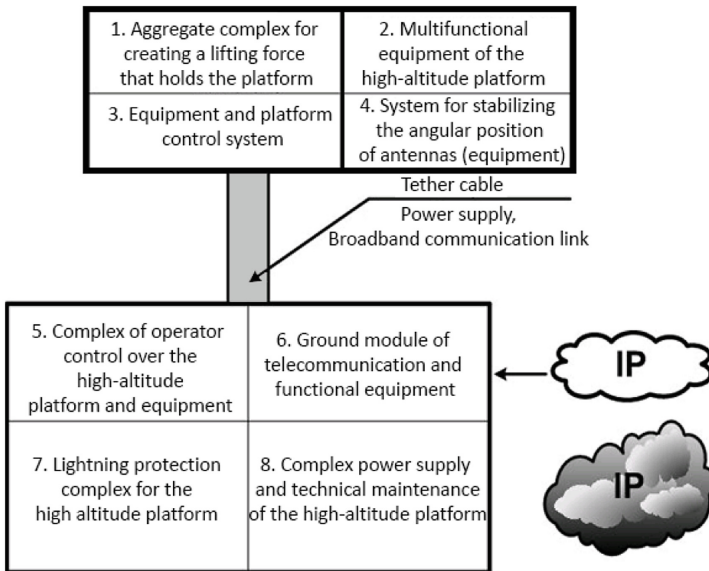 1. Aggregate complex for
creating a lifting force
that holds the platform
2. Multifunctional
equipment of the
high-altitude platform
3. Equipment and platform
control system
4. System for stabilizing
the angular position
of antennas (equipment)
Tether cable
Power supply,
Broadband communication link
5. Complex of operator
control over the
high-altitude
platform and equipment
6. Ground module of
telecommunication and
functional equipment
IP
7. Lightning protection
complex for the
high altitude platform
8. Complex power supply
and technical maintenance
of the high-altitude platform
IP